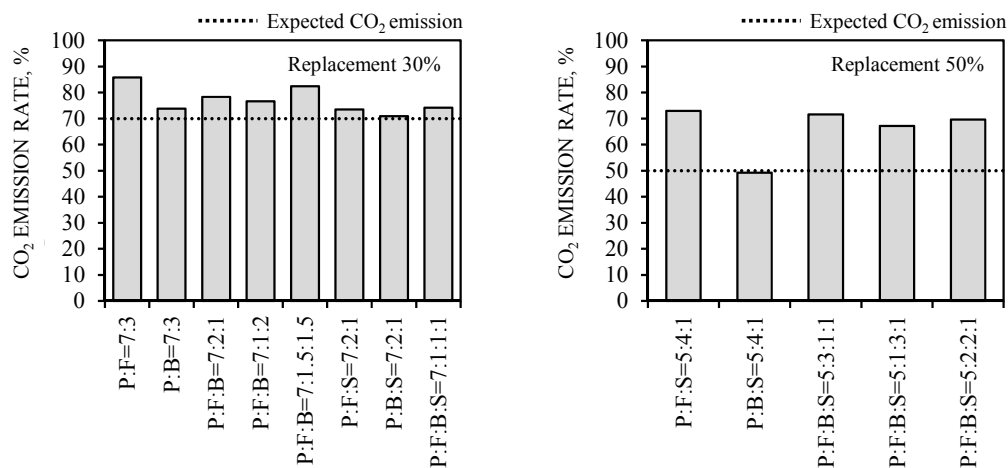 Expected CO₂ emission
CO₂ EMISSION RATE, %
100
90
80
70
60
50
40
30
20
10
0
Replacement 30%
P:F=7:3
P:B=7:3
P:F:B=7:2:1
P:F:B=7:1:2
P:F:B=7:1.5:1.5
P:F:S=7:2:1
P:B:S=7:2:1
P:F:B:S=7:1:1:1
Expected CO₂ emission
CO₂ EMISSION RATE, %
100
90
80
70
60
50
40
30
20
10
0
Replacement 50%
P:F:S=5:4:1
P:B:S=5:4:1
P:F:B:S=5:3:1:1
P:F:B:S=5:1:3:1
P:F:B:S=5:2:2:1